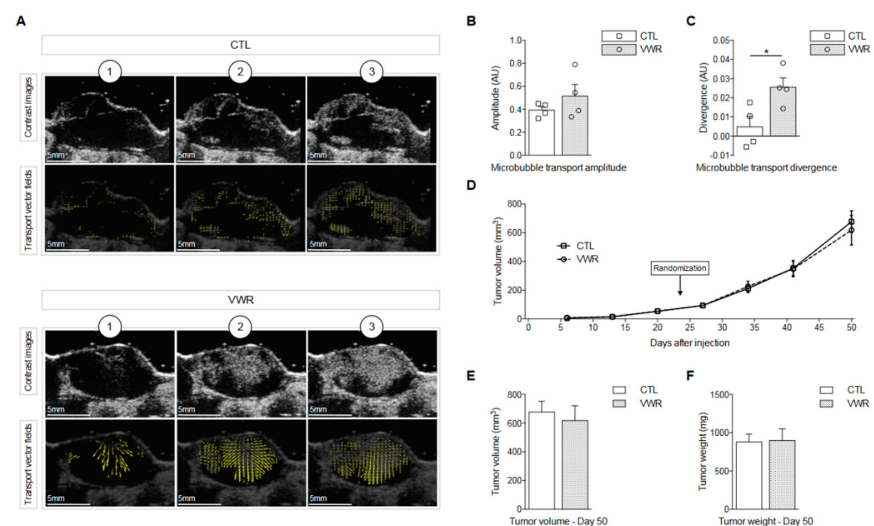 A
CTL
1
2
3
Contrast images
5mm
5mm
5mm
Transport vector fields
5mm
5mm
5mm
VWR
1
2
3
Contrast images
5mm
5mm
5mm
Transport vector fields
5mm
5mm
5mm
B
CTL
VWR
Amplitude (AU)
1.0
0.8
0.6
0.4
0.2
0.0
Microbubble transport amplitude
C
CTL
VWR
Divergence (AU)
0.05
0.04
0.03
0.02
0.01
0.00
-0.01
*
Microbubble transport divergence
D
Tumor volume (mm³)
800
600
400
200
0
CTL
VWR
Randomization
0 5 10 15 20 25 30 35 40 45 50
Days after injection
E
CTL
VWR
Tumor volume (mm³)
800
600
400
200
0
Tumor volume - Day 50
F
CTL
VWR
Tumor weight (mg)
1500
1000
500
0
Tumor weight - Day 50